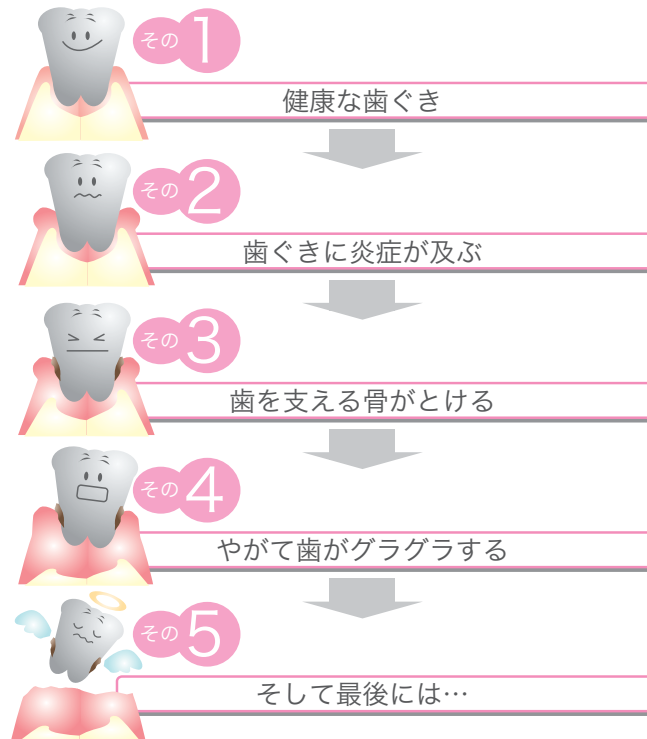 その1
健康な歯ぐき
その2
歯ぐきに炎症が及ぶ
その3
歯を支える骨がとける
その4
やがて歯がグラグラする
その5
そして最後には…